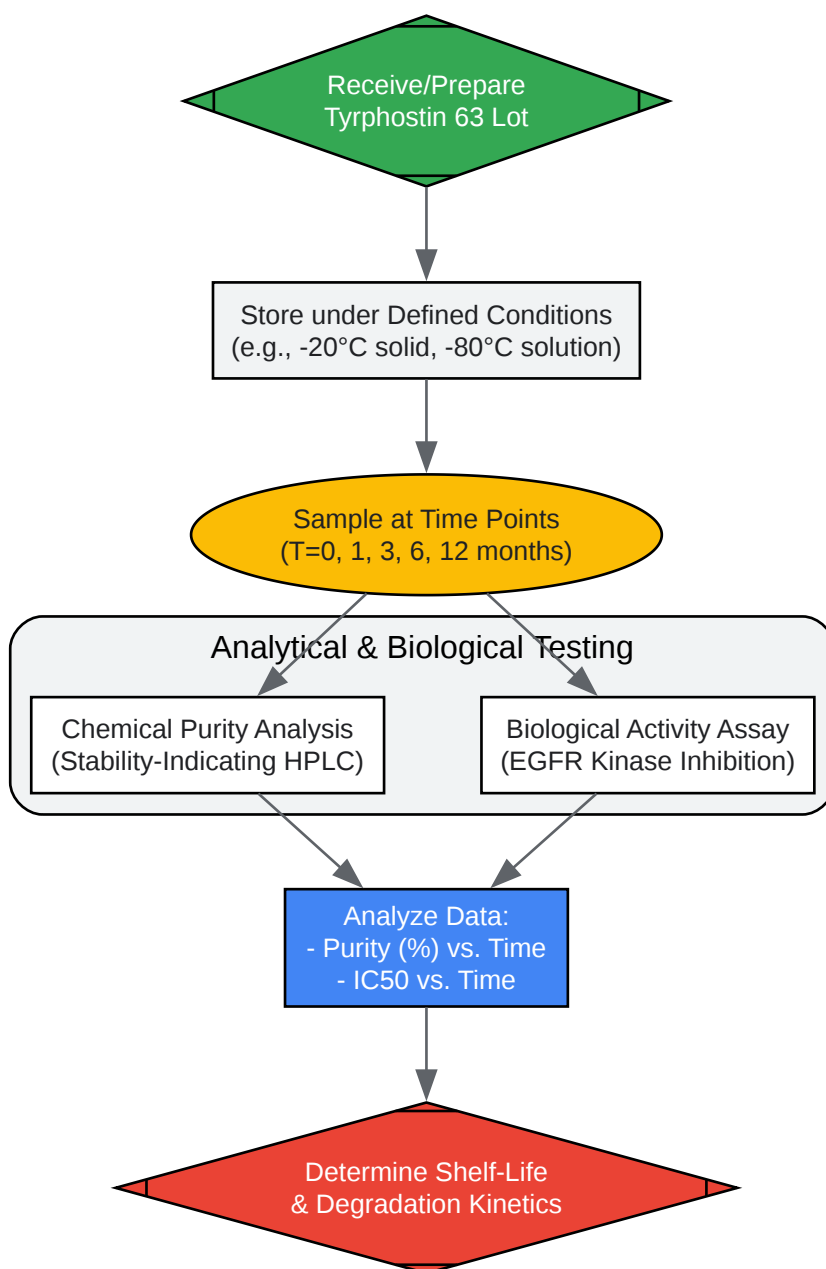 Receive/Prepare
Tyrphostin 63 Lot
Store under Defined Conditions
(e.g., -20°C solid, -80°C solution)
Sample at Time Points
(T=0, 1, 3, 6, 12 months)
Analytical & Biological Testing
Chemical Purity Analysis
(Stability-Indicating HPLC)
Biological Activity Assay
(EGFR Kinase Inhibition)
Analyze Data:
- Purity (%) vs. Time
- IC50 vs. Time
Determine Shelf-Life
& Degradation Kinetics